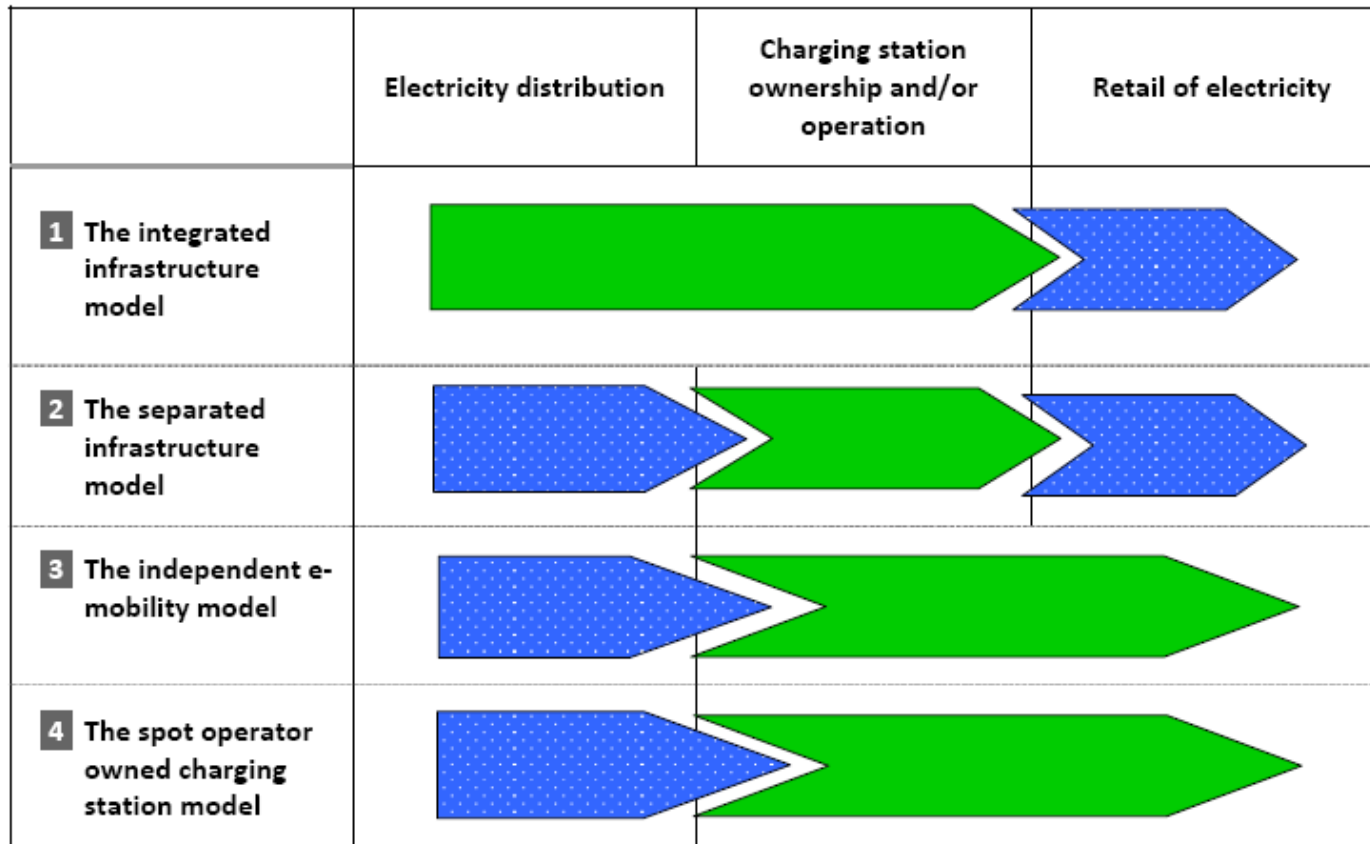 Electricity distribution
Charging station
ownership and/or
operation
Retail of electricity
1 The integrated
infrastructure
model
2 The separated
infrastructure
model
3 The independent e-
mobility model
4 The spot operator
owned charging
station model